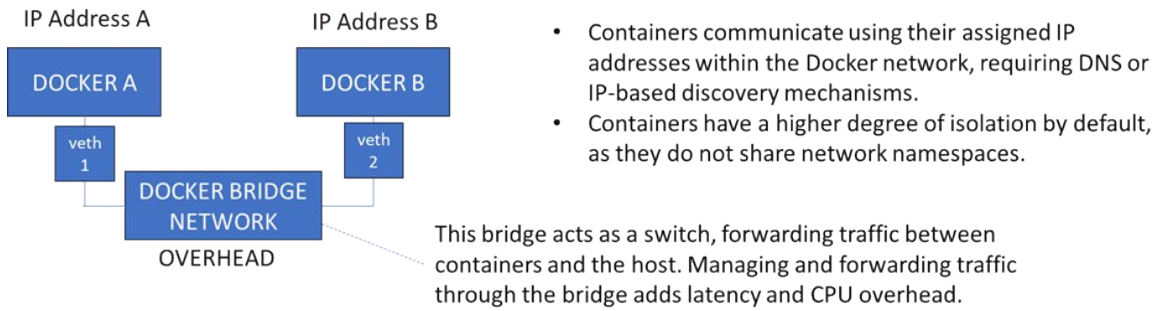 IP Address A
IP Address B
DOCKER A
DOCKER B
veth
1
veth
2
DOCKER BRIDGE
NETWORK
OVERHEAD
• Containers communicate using their assigned IP
addresses within the Docker network, requiring DNS or
IP-based discovery mechanisms.
• Containers have a higher degree of isolation by default,
as they do not share network namespaces.
This bridge acts as a switch, forwarding traffic between
containers and the host. Managing and forwarding traffic
through the bridge adds latency and CPU overhead.